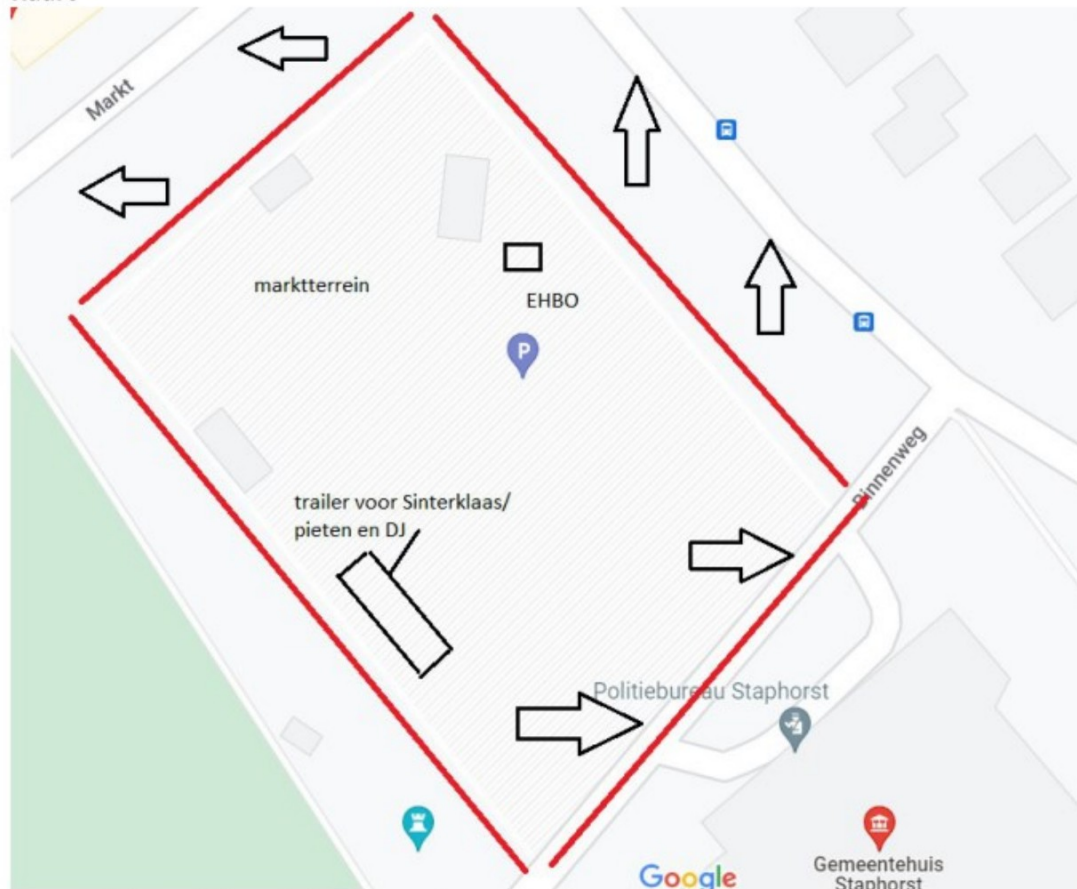 Markt
marktterrein
EHBO
P
Binnenweg
trailer voor Sinterklaas/
pieten en DJ
Politiebureau Staphorst
Google
Gemeentehuis
Staphorst